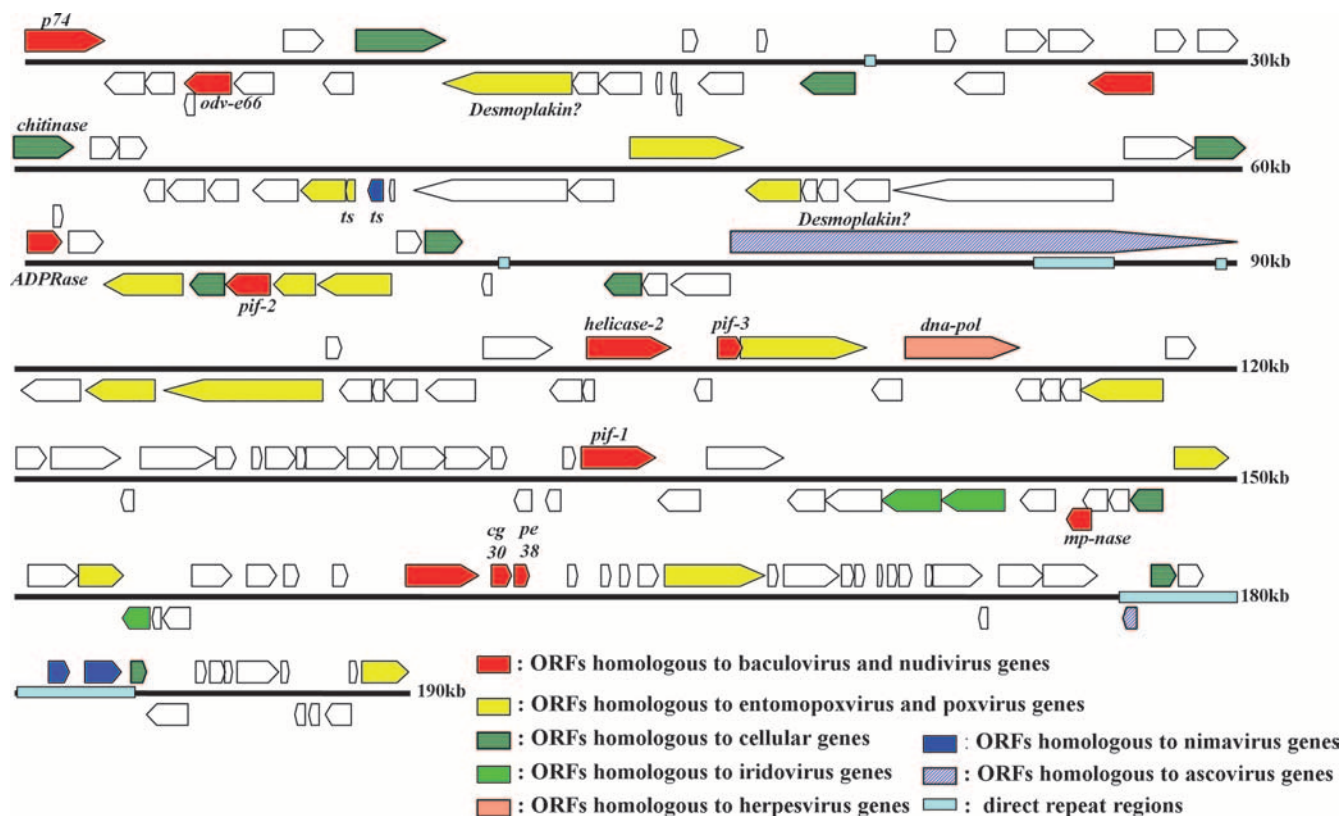 p74
30kb
odv-e66
Desmoplakin?
chitinase
60kb
ts
ts
Desmoplakin?
ADPRase
90kb
pif-2
helicase-2
pif-3
dna-pol
120kb
pif-1
150kb
mp-nase
cg
30
pe
38
180kb
190kb
: ORFs homologous to baculovirus and nudivirus genes
: ORFs homologous to entomopoxvirus and poxvirus genes
: ORFs homologous to cellular genes
: ORFs homologous to nimavirus genes
: ORFs homologous to iridovirus genes
: ORFs homologous to ascovirus genes
: ORFs homologous to herpesvirus genes
: direct repeat regions